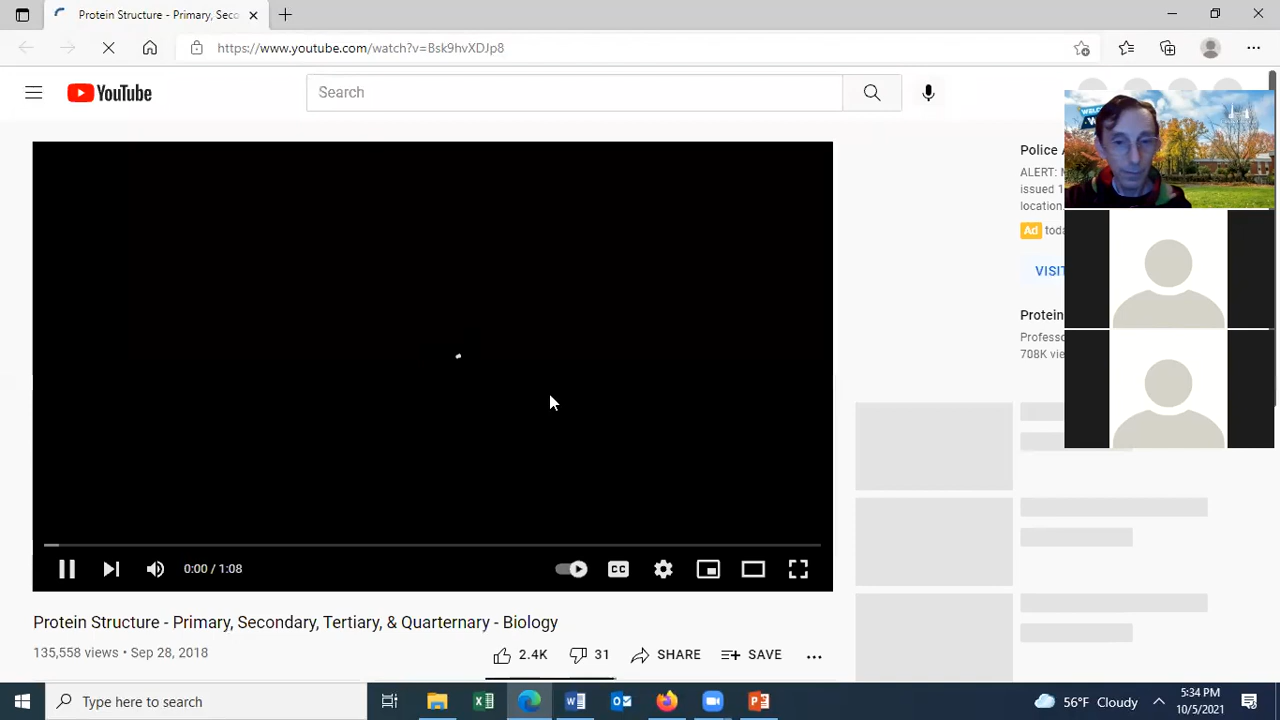 Protein Structure - Primary, Seco
https://www.youtube.com/watch?v=Bsk9hvXDJp8
YouTube
Search
Police
ALERT:
issued 1
location.
Ad
VISIT
Protein
708K
0:00 / 1:08
CC
Protein Structure - Primary, Secondary, Tertiary, & Quarternary - Biology
135,558 views • Sep 28, 2018
2.4K
31
SHARE
SAVE
Type here to search
56°F Cloudy
5:34 PM
10/5/2021